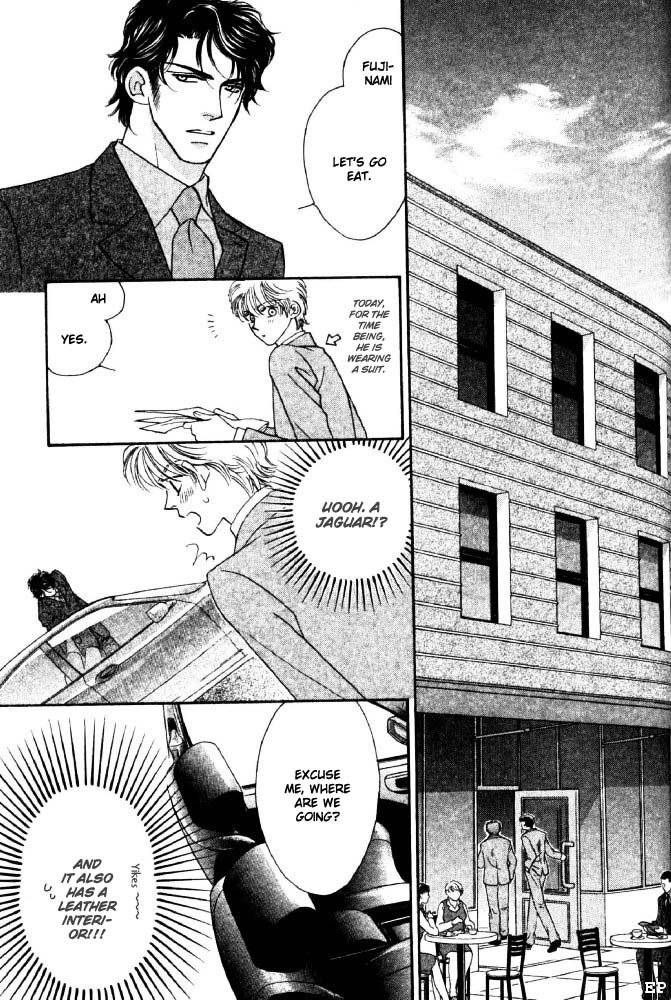 FUJI-
NAMI
LET'S GO
EAT.
AH
YES.
TODAY,
FOR THE
TIME
BEING,
HE IS
WEARING
A SUIT.
UOOH. A
JAGUAR!?
EXCUSE
ME, WHERE
ARE WE
GOING?
AND
IT ALSO
HAS A
LEATHER
INTERI-
OR!!!
Yikes
EP